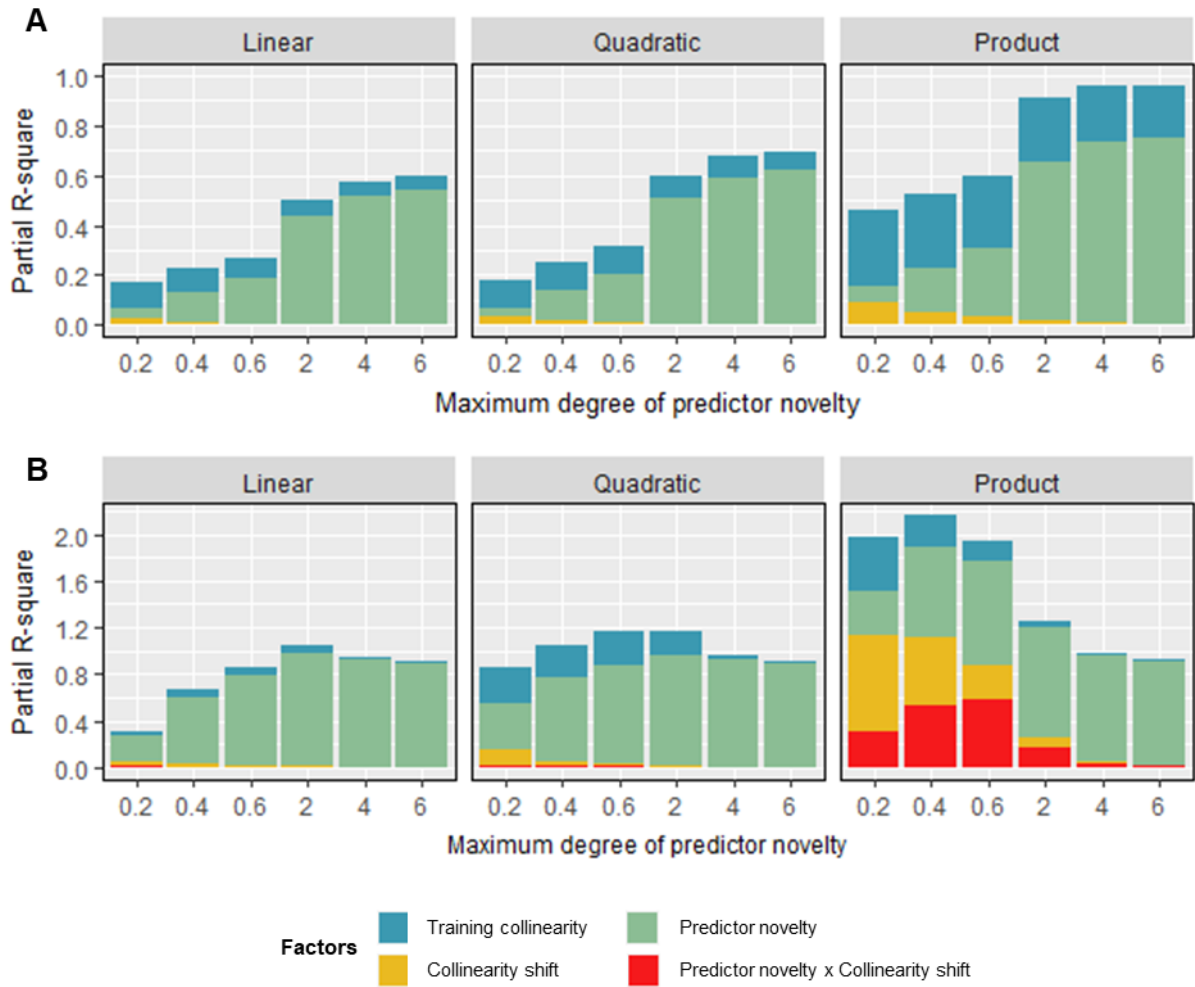 A
Linear Quadratic Product
Partial R-square
1.0
0.8
0.6
0.4
0.2
0.0
0.2 0.4 0.6 2 4 6 0.2 0.4 0.6 2 4 6 0.2 0.4 0.6 2 4 6
Maximum degree of predictor novelty
B
Linear Quadratic Product
Partial R-square
2.0
1.6
1.2
0.8
0.4
0.0
0.2 0.4 0.6 2 4 6 0.2 0.4 0.6 2 4 6 0.2 0.4 0.6 2 4 6
Maximum degree of predictor novelty
Factors
Training collinearity Predictor novelty
Collinearity shift Predictor novelty x Collinearity shift